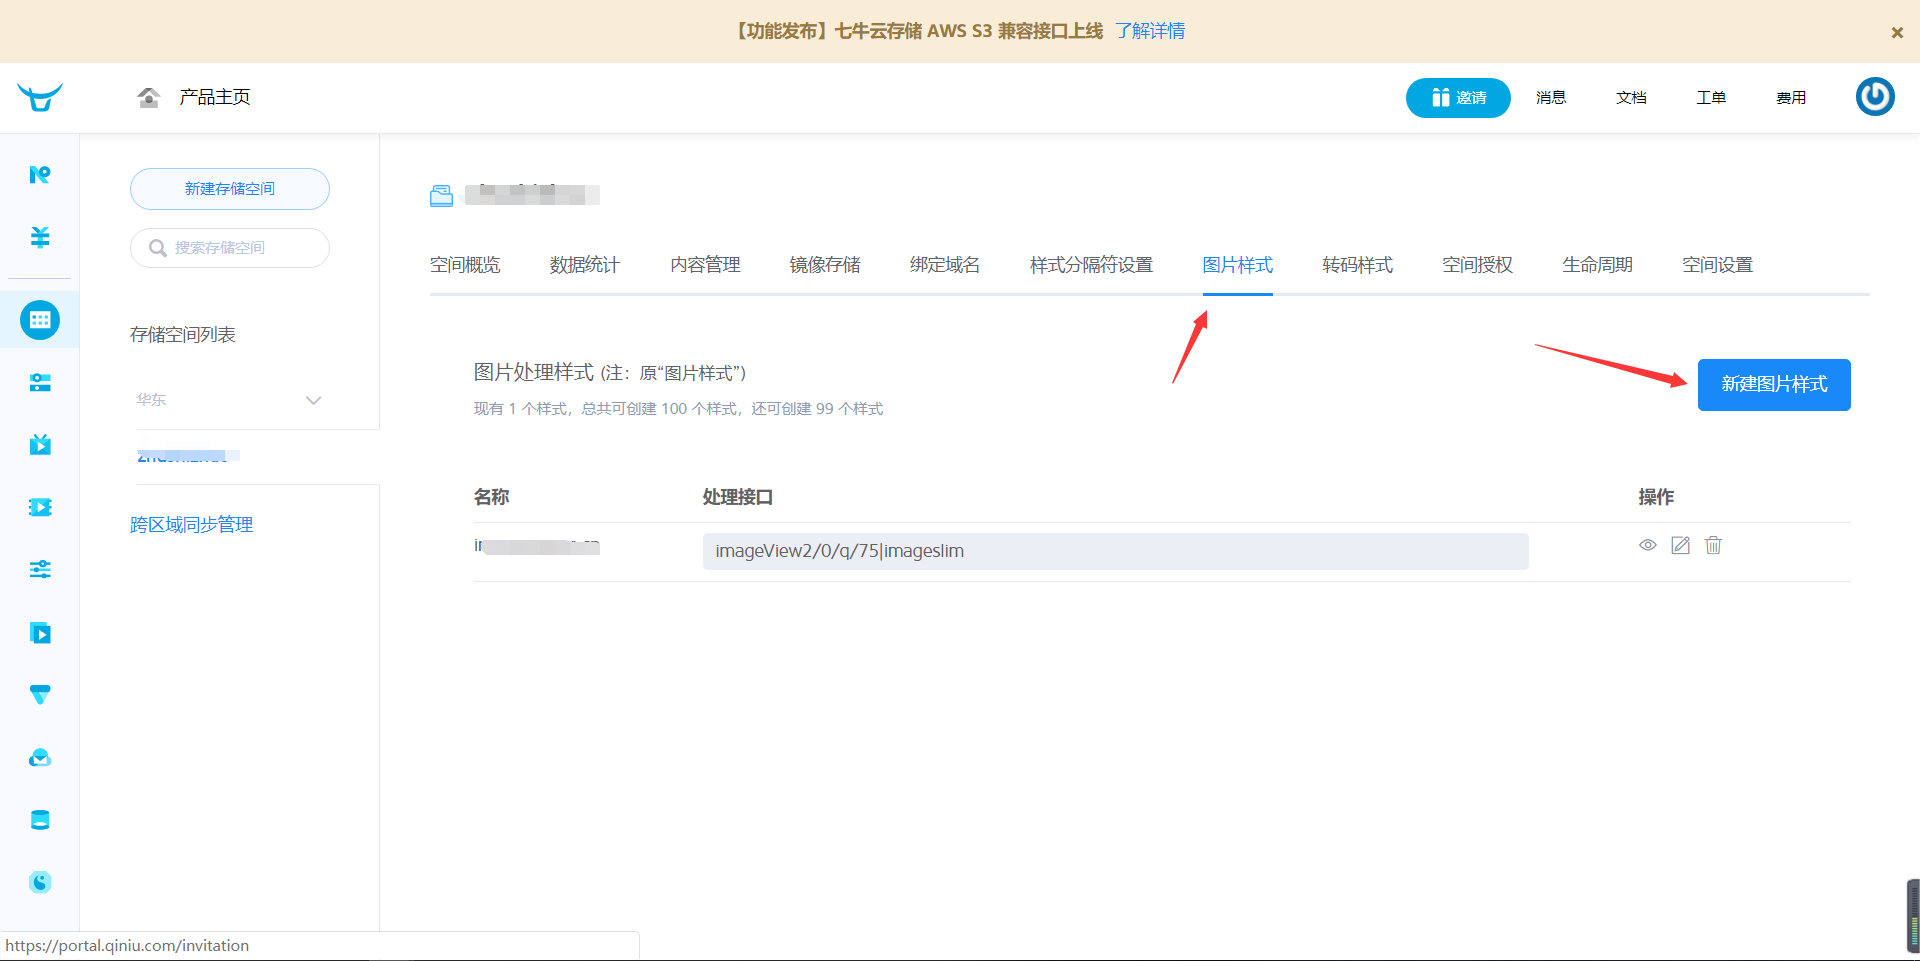 【功能发布】七牛云存储 AWS S3 兼容接口上线 了解详情
产品主页
邀请
消息
文档
工单
费用
新建存储空间
搜索存储空间
存储空间列表
华东
跨区域同步管理
空间概览
数据统计
内容管理
镜像存储
绑定域名
样式分隔符设置
图片样式
转码样式
空间授权
生命周期
空间设置
图片处理样式 (注：原“图片样式”)
现有 1 个样式，总共可创建 100 个样式，还可创建 99 个样式
新建图片样式
名称
处理接口
操作
imageView2/0/q/75|imageslim
https://portal.qiniu.com/invitation